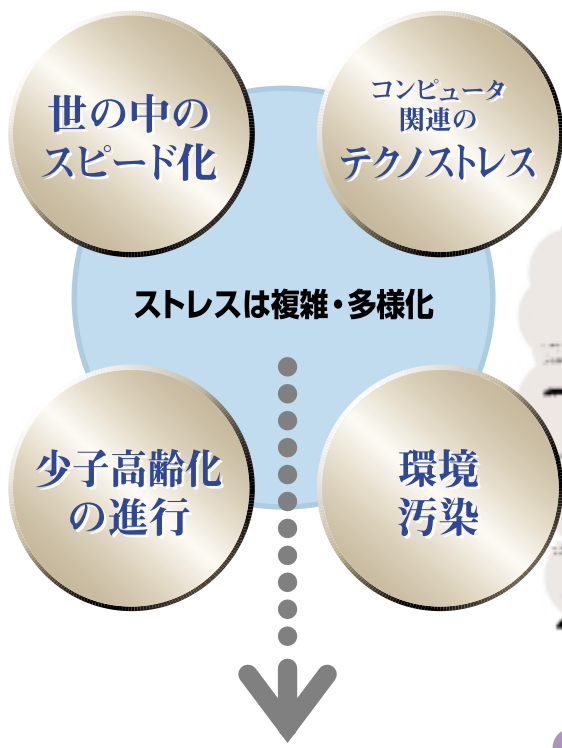 世の中の
スピード化
コンピュータ
関連の
テクノストレス
ストレスは複雑・多様化
少子高齢化
の進行
環境
汚染